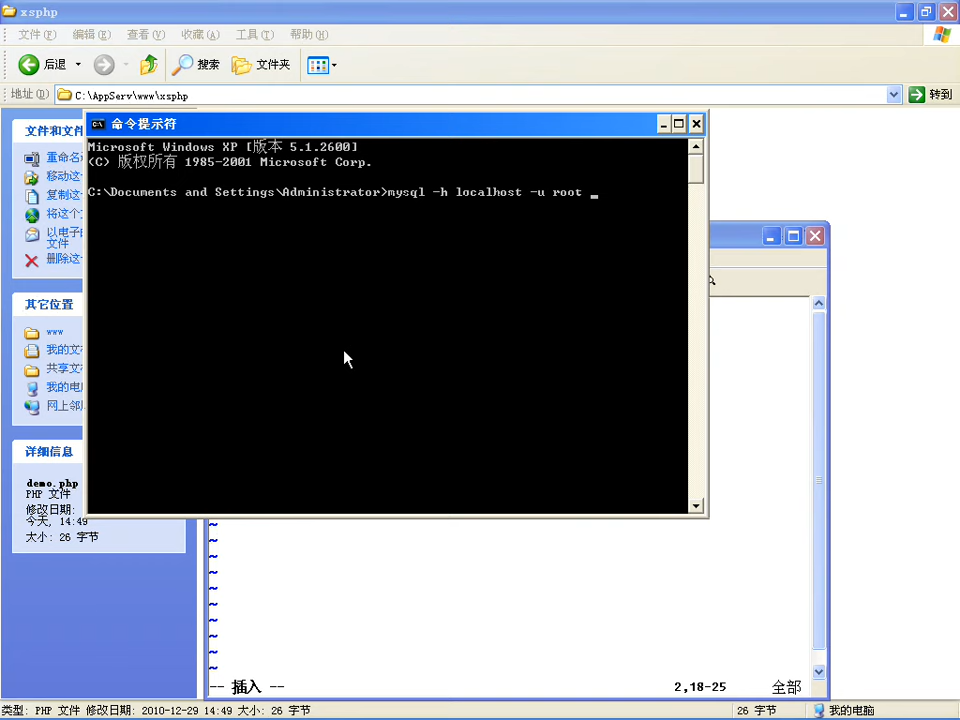 xsphp
文件(F) 编辑(E) 查看(V) 收藏(A) 工具(T) 帮助(H)
后退 搜索 文件夹
地址(D) C:\AppServ\www\xsphp 转到
文件和文件
重命名
移动这
复制这
将这个
以电子
文件
删除这
其它位置
www
我的文
共享文
我的电
网上邻
详细信息
demo.php
PHP 文件
修改日期:
今天, 14:49
大小: 26 字节
命令提示符
Microsoft Windows XP [版本 5.1.2600]
(C) 版权所有 1985-2001 Microsoft Corp.
C:\Documents and Settings\Administrator>mysql -h localhost -u root _
~
~
~
~
~
~
~
~
~
~
-- 插入 -- 2,18-25 全部
类型: PHP 文件 修改日期: 2010-12-29 14:49 大小: 26 字节 26 字节 我的电脑